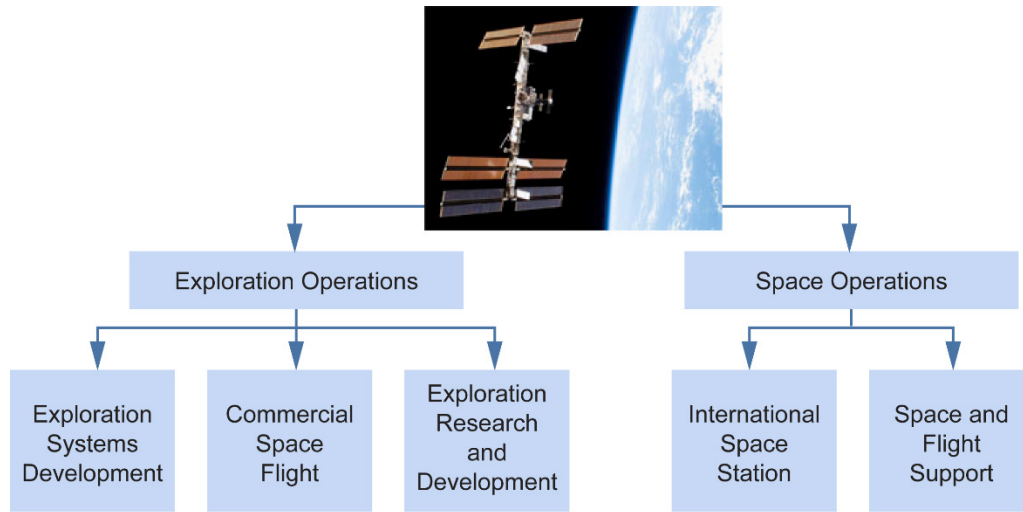 Exploration Operations
Space Operations
Exploration
Systems
Development
Commercial
Space
Flight
Exploration
Research
and
Development
International
Space
Station
Space and
Flight
Support